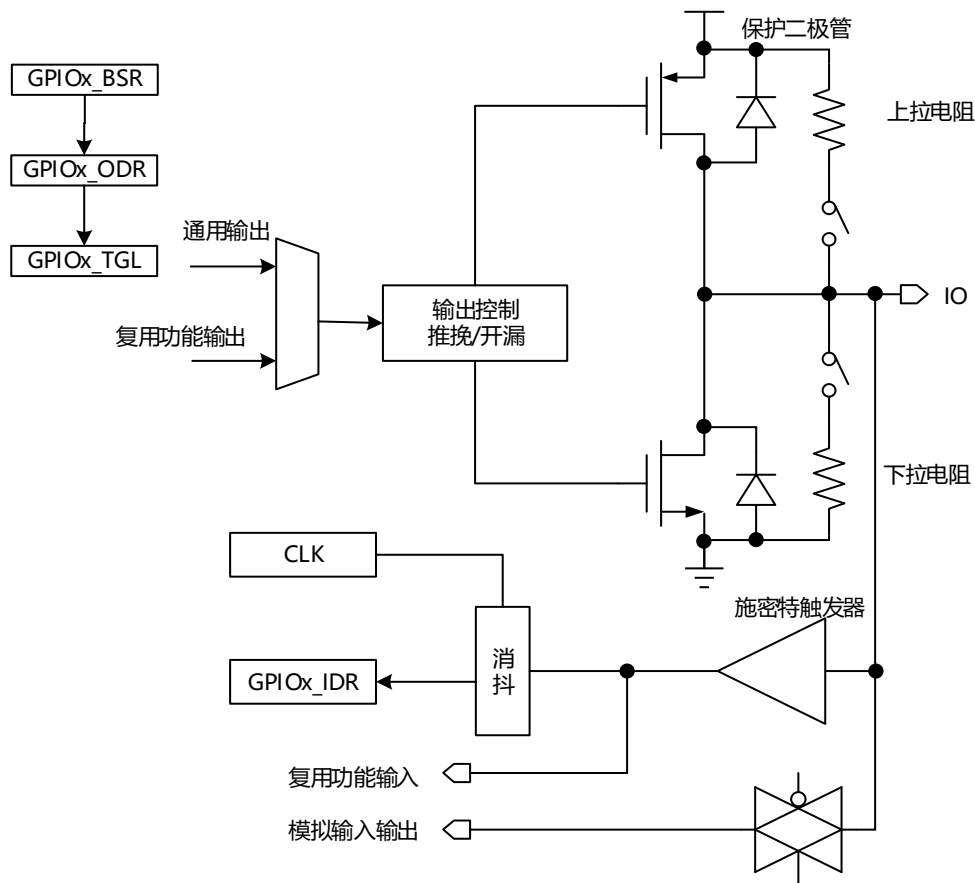 保护二极管
GPIOx_BSR
上拉电阻
GPIOx_ODR
通用输出
GPIOx_TGL
输出控制
推挽/开漏
IO
复用功能输出
下拉电阻
CLK
施密特触发器
消
抖
GPIOx_IDR
复用功能输入
模拟输入输出